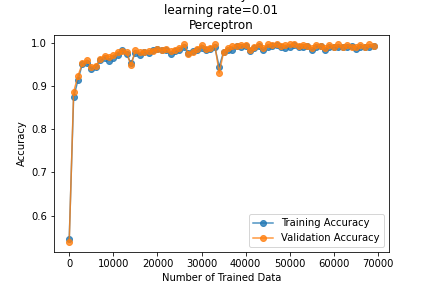 learning rate=0.01
Perceptron
1.0
0.9
0.8
0.7
0.6
Accuracy
0 10000 20000 30000 40000 50000 60000 70000
Number of Trained Data
Training Accuracy
Validation Accuracy